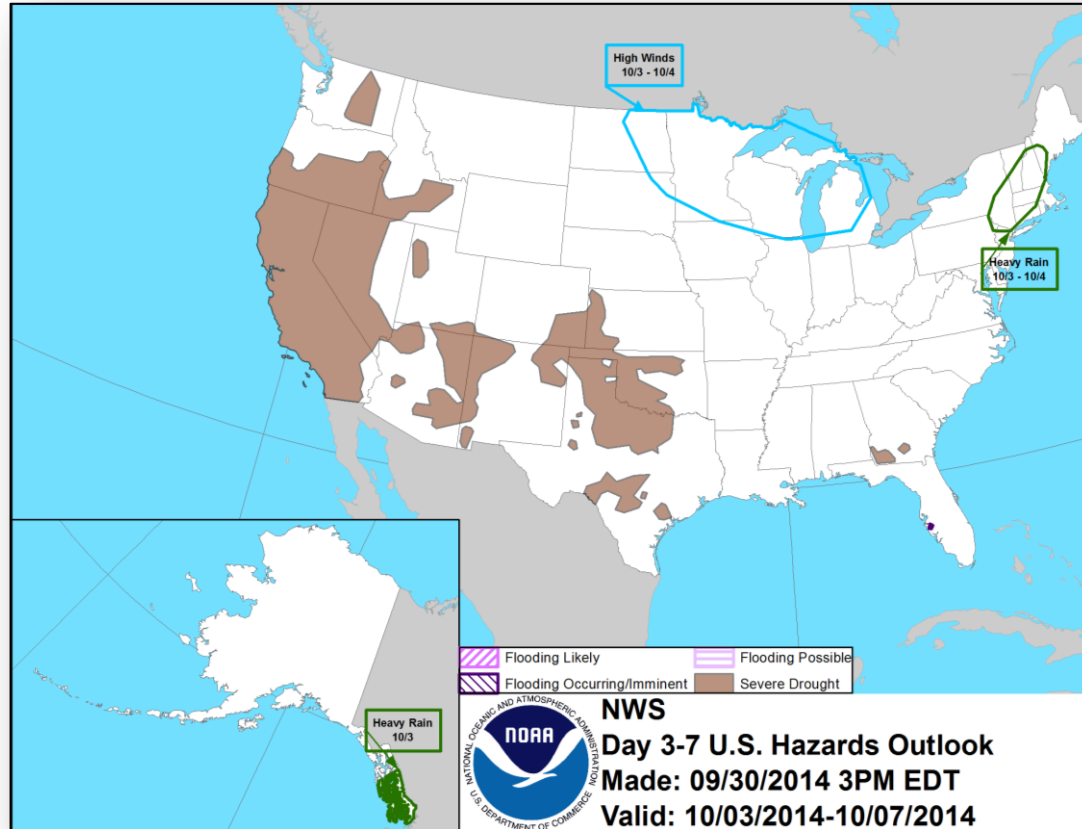 High Winds
10/3 - 10/4
Heavy Rain
10/3 - 10/4
Heavy Rain
10/3
Flooding Likely
Flooding Possible
Flooding Occurring/Imminent
Severe Drought
NATIONAL OCEANIC AND ATMOSPHERIC ADMINISTRATION
NOAA
U.S. DEPARTMENT OF COMMERCE
NWS
Day 3-7 U.S. Hazards Outlook
Made: 09/30/2014 3PM EDT
Valid: 10/03/2014-10/07/2014